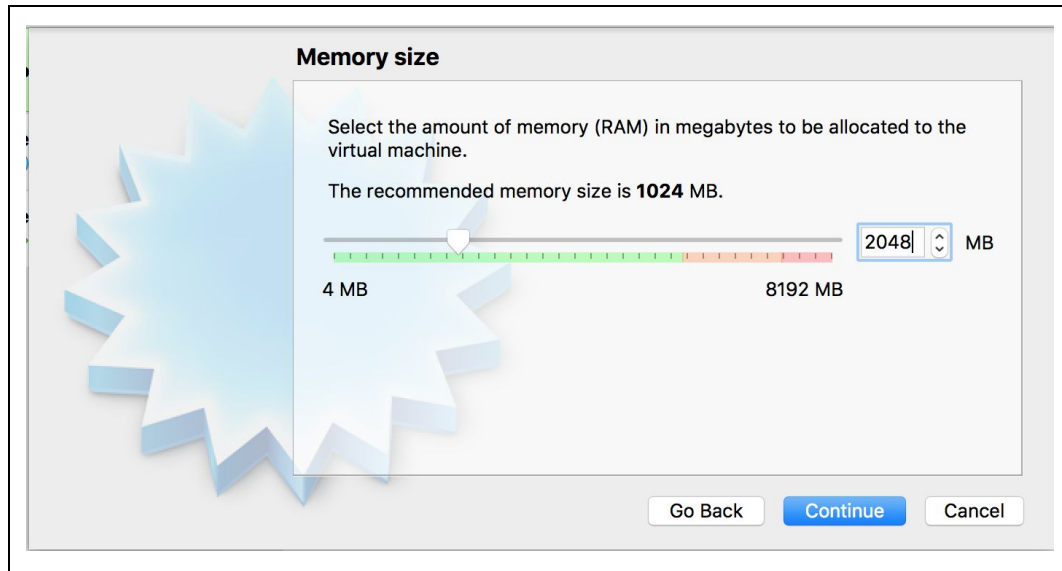 Memory size
Select the amount of memory (RAM) in megabytes to be allocated to the
virtual machine.
The recommended memory size is 1024 MB.
2048 MB
4 MB 8192 MB
Go Back Continue Cancel